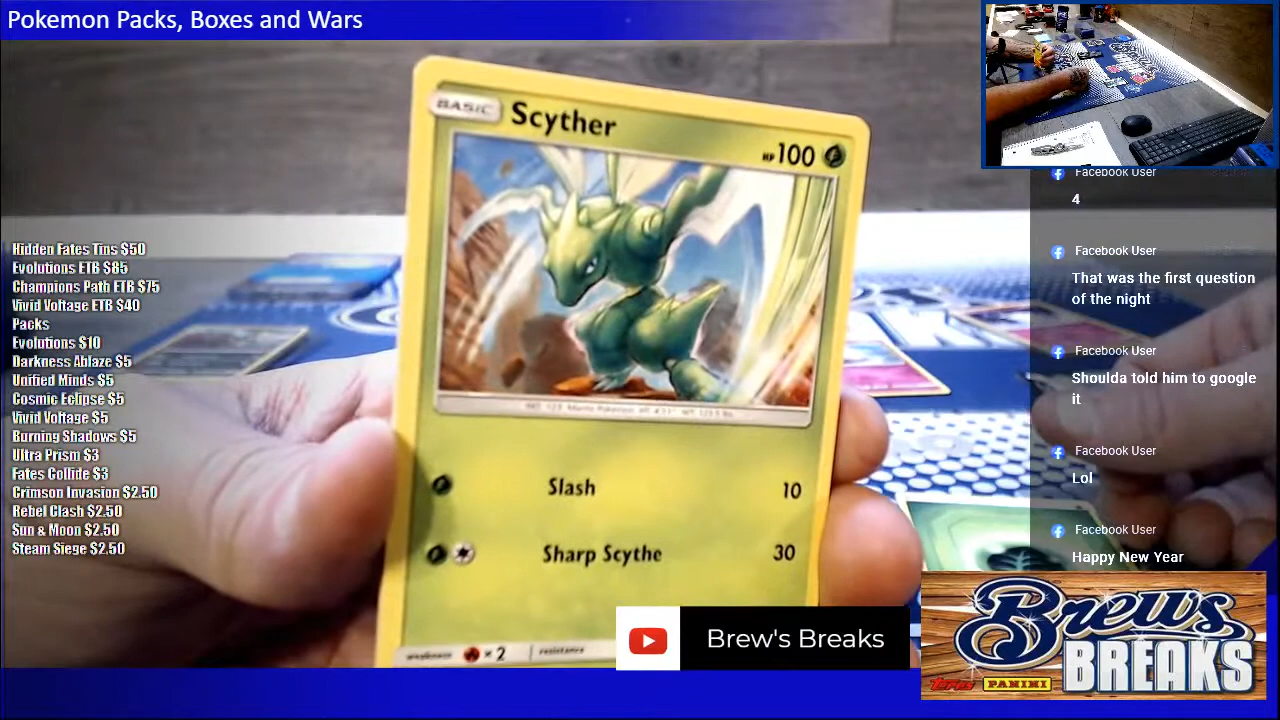 Pokemon Packs, Boxes and Wars
BASIC
Scyther
HP 100
Slash 10
Sharp Scythe 30
weakness × 2 resistance
Hidden Fates Tins $50
Evolutions ETB $85
Champions Path ETB $75
Vivid Voltage ETB $40
Packs
Evolutions $10
Darkness Ablaze $5
Unified Minds $5
Cosmic Eclipse $5
Vivid Voltage $5
Burning Shadows $5
Ultra Prism $3
Fates Collide $3
Crimson Invasion $2.50
Rebel Clash $2.50
Sun & Moon $2.50
Steam Siege $2.50
Facebook User
4
Facebook User
That was the first question
of the night
Facebook User
Shoulda told him to google
it
Facebook User
Lol
Facebook User
Happy New Year
Brew's Breaks
Brew's
BREAKS
Topps PANINI